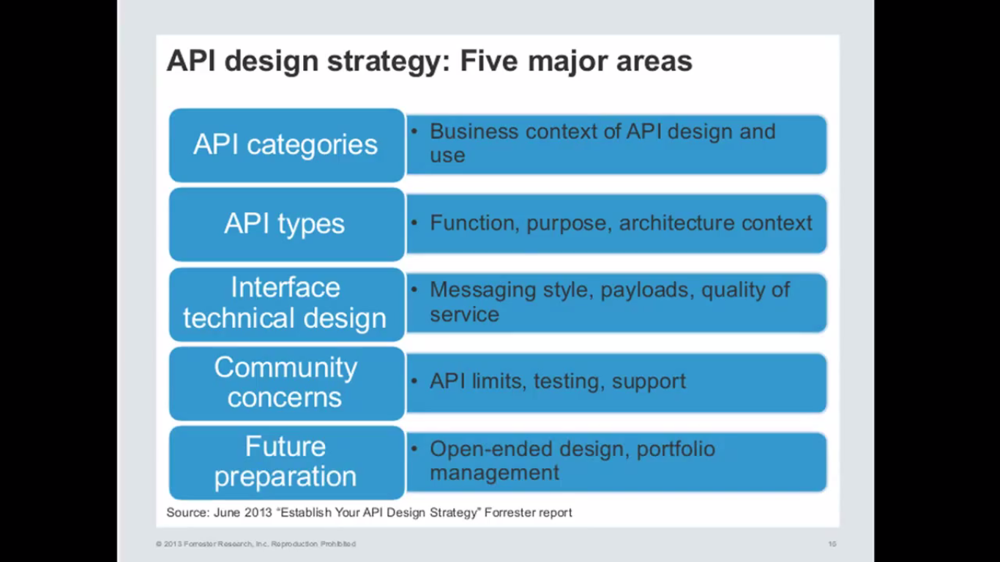 API design strategy: Five major areas
API categories
• Business context of API design and
use
API types
• Function, purpose, architecture context
Interface
technical design
• Messaging style, payloads, quality of
service
Community
concerns
• API limits, testing, support
Future
preparation
• Open-ended design, portfolio
management
Source: June 2013 “Establish Your API Design Strategy” Forrester report
© 2013 Forrester Research, Inc. Reproduction Prohibited
10